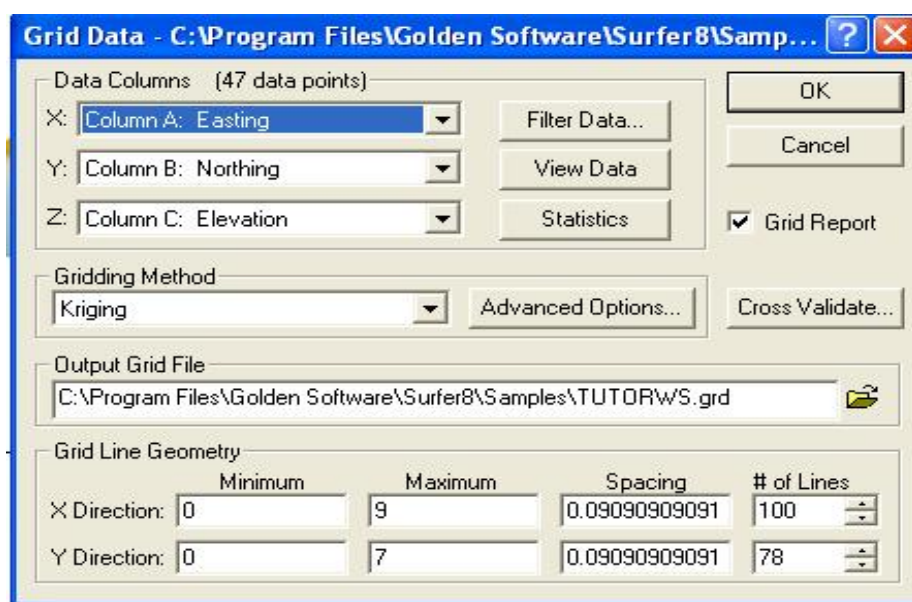 Grid Data - C:\Program Files\Golden Software\Surfer8\Samp... ?
Data Columns (47 data points)
X: Column A: Easting
Filter Data...
Y: Column B: Northing
View Data
Z: Column C: Elevation
Statistics
OK
Cancel
Grid Report
Gridding Method
Kriging
Advanced Options...
Cross Validate...
Output Grid File
C:\Program Files\Golden Software\Surfer8\Samples\TUTORWS.grd
Grid Line Geometry
Minimum Maximum Spacing # of Lines
X Direction: 0 9 0.09090909091 100
Y Direction: 0 7 0.09090909091 78